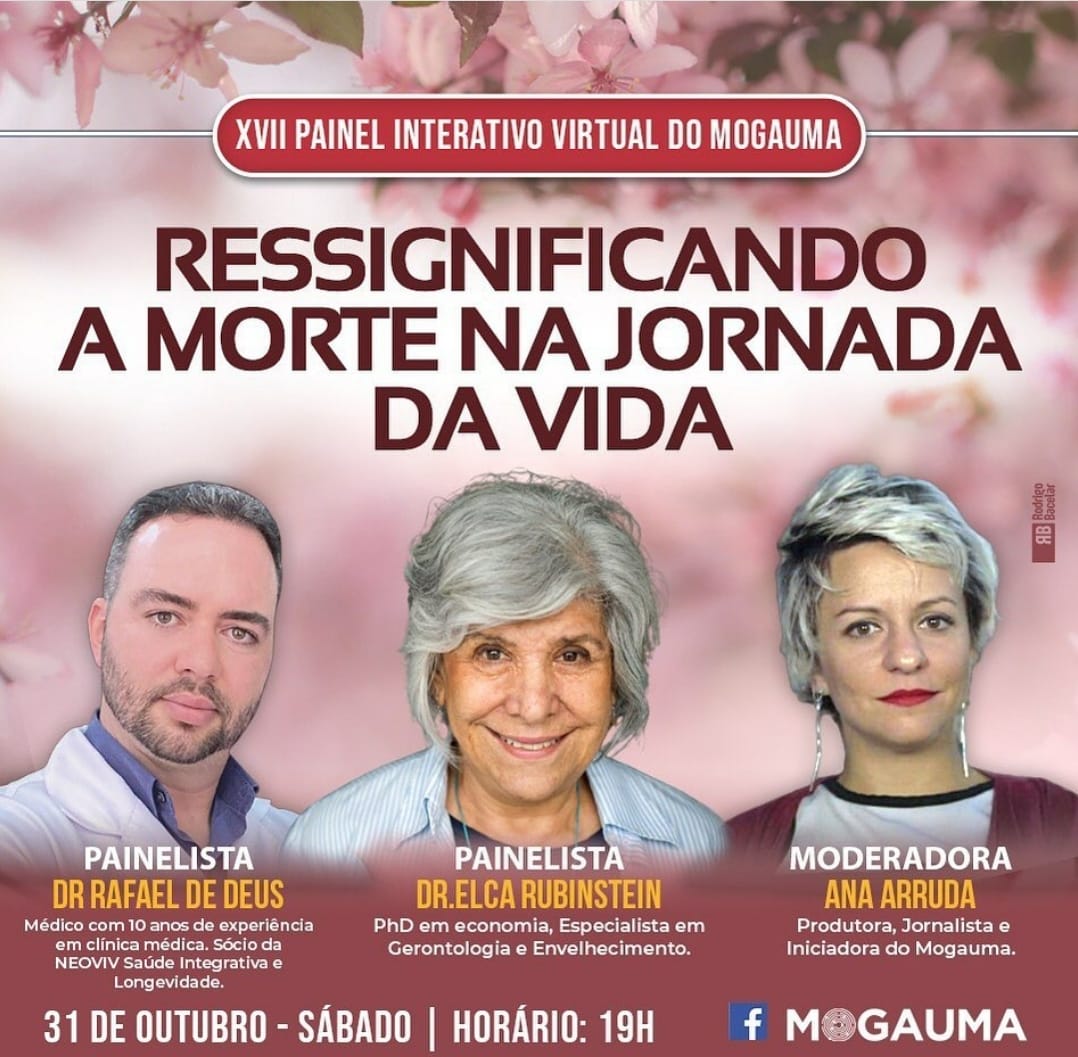 XVII PAINEL INTERATIVO VIRTUAL DO MOGAUMA
RESSIGNIFICANDO
A MORTE NA JORNADA
DA VIDA
RB Rodrigo
Bacelar
PAINELISTA
DR RAFAEL DE DEUS
Médico com 10 anos de experiência
em clínica médica. Sócio da
NEOVIV Saúde Integrativa e
Longevidade.
PAINELISTA
DR.ELCA RUBINSTEIN
PhD em economia, Especialista em
Gerontologia e Envelhecimento.
MODERADORA
ANA ARRUDA
Produtora, Jornalista e
Iniciadora do Mogauma.
31 DE OUTUBRO - SÁBADO | HORÁRIO: 19H
f MOGAUMA